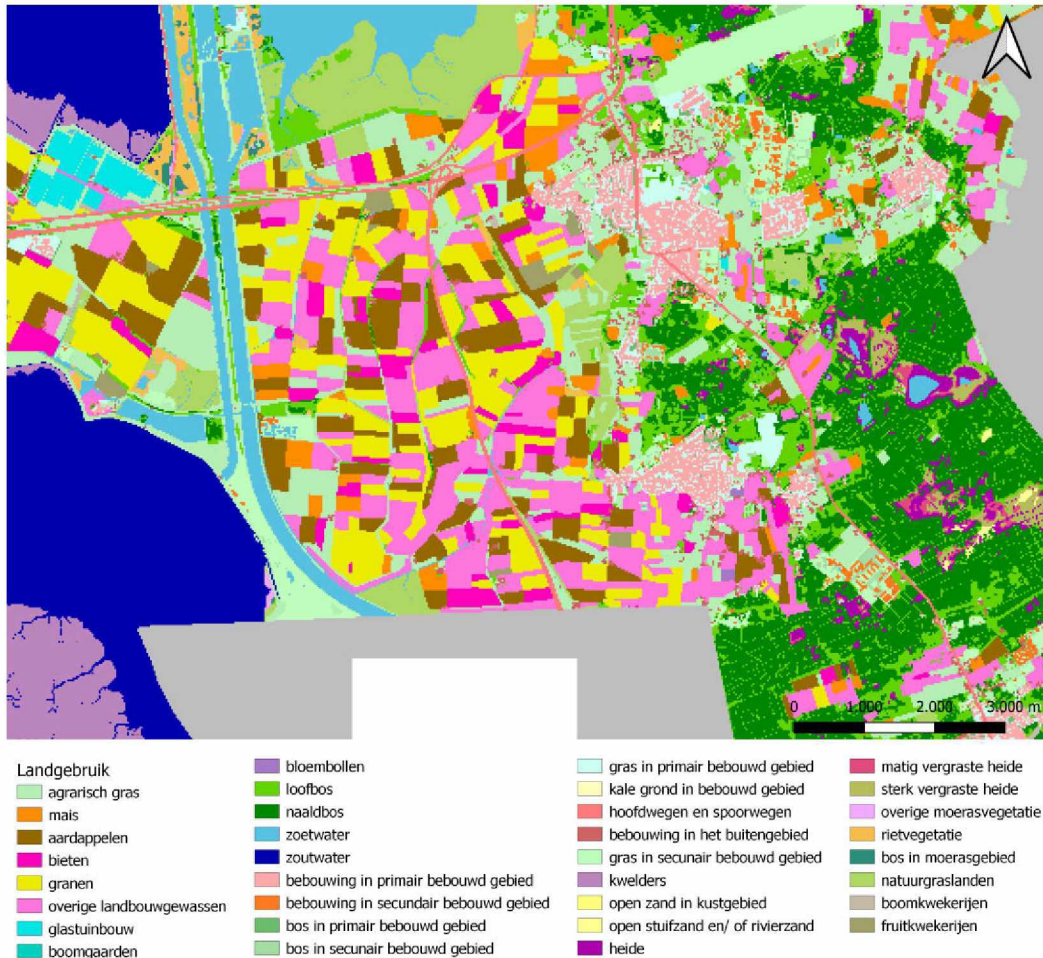 0 1.000 2.000 3.000 m
Landgebruik
agrarisch gras
mais
aardappelen
bieten
granen
overige landbouwgewassen
glastuinbouw
boomgaarden
bloembollen
loofbos
naaldbos
zoetwater
zoutwater
bebouwing in primair bebouwd gebied
bebouwing in secundair bebouwd gebied
bos in primair bebouwd gebied
bos in secunair bebouwd gebied
gras in primair bebouwd gebied
kale grond in bebouwd gebied
hoofdwegen en spoorwegen
bebouwing in het buitengebied
gras in secunair bebouwd gebied
kwelders
open zand in kustgebied
open stuifzand en/ of rivierzand
heide
matig vergraste heide
sterk vergraste heide
overige moerasvegetatie
rietvegetatie
bos in moerasgebied
natuurgraslanden
boomkwekerijen
fruitkwekerijen